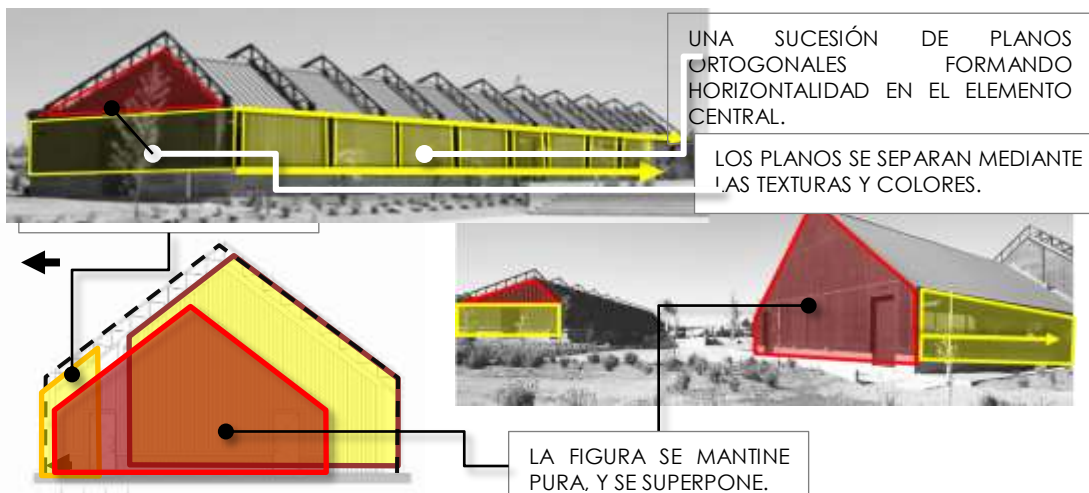 UNA SUCESIÓN DE PLANOS
ORTOGONALES FORMANDO
HORIZONTALIDAD EN EL ELEMENTO
CENTRAL.
LOS PLANOS SE SEPARAN MEDIANTE
LAS TEXTURAS Y COLORES.
LA FIGURA SE MANTINE
PURA, Y SE SUPERPONE.